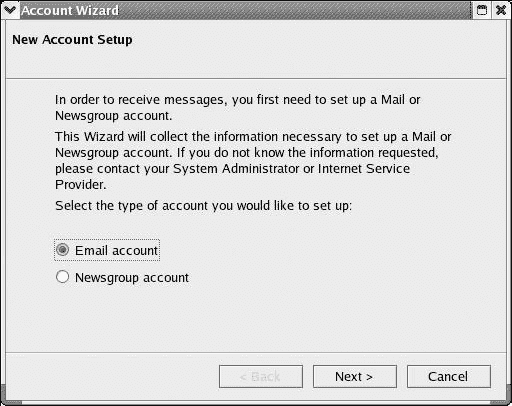 Account Wizard
New Account Setup
In order to receive messages, you first need to set up a Mail or
Newsgroup account.
This Wizard will collect the information necessary to set up a Mail or
Newsgroup account. If you do not know the information requested,
please contact your System Administrator or Internet Service
Provider.
Select the type of account you would like to set up:
Email account
Newsgroup account
< Back Next > Cancel